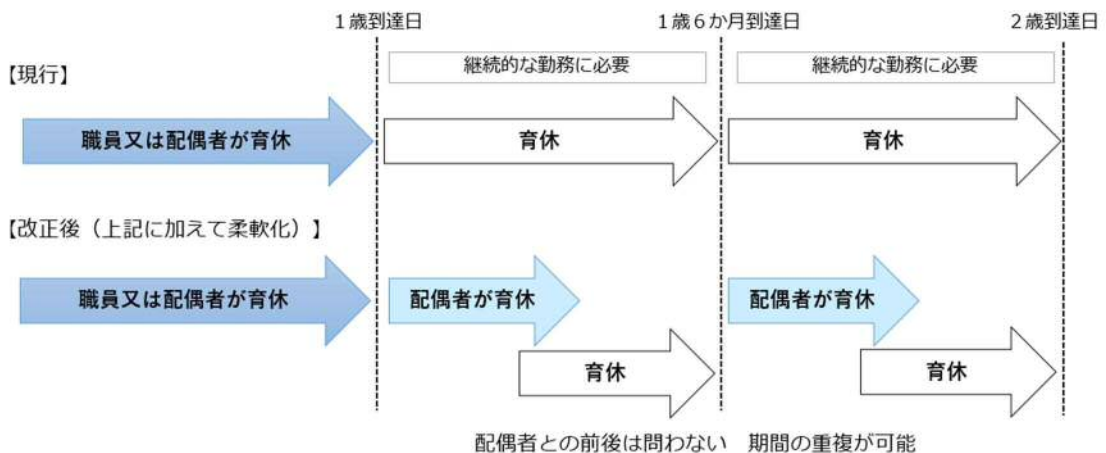 １歳到達日　１歳６か月到達日　２歳到達日
継続的な勤務に必要　継続的な勤務に必要
【現行】
職員又は配偶者が育休　育休　育休
【改正後（上記に加えて柔軟化）】
職員又は配偶者が育休　配偶者が育休　配偶者が育休
育休　育休
配偶者との前後は問わない　期間の重複が可能